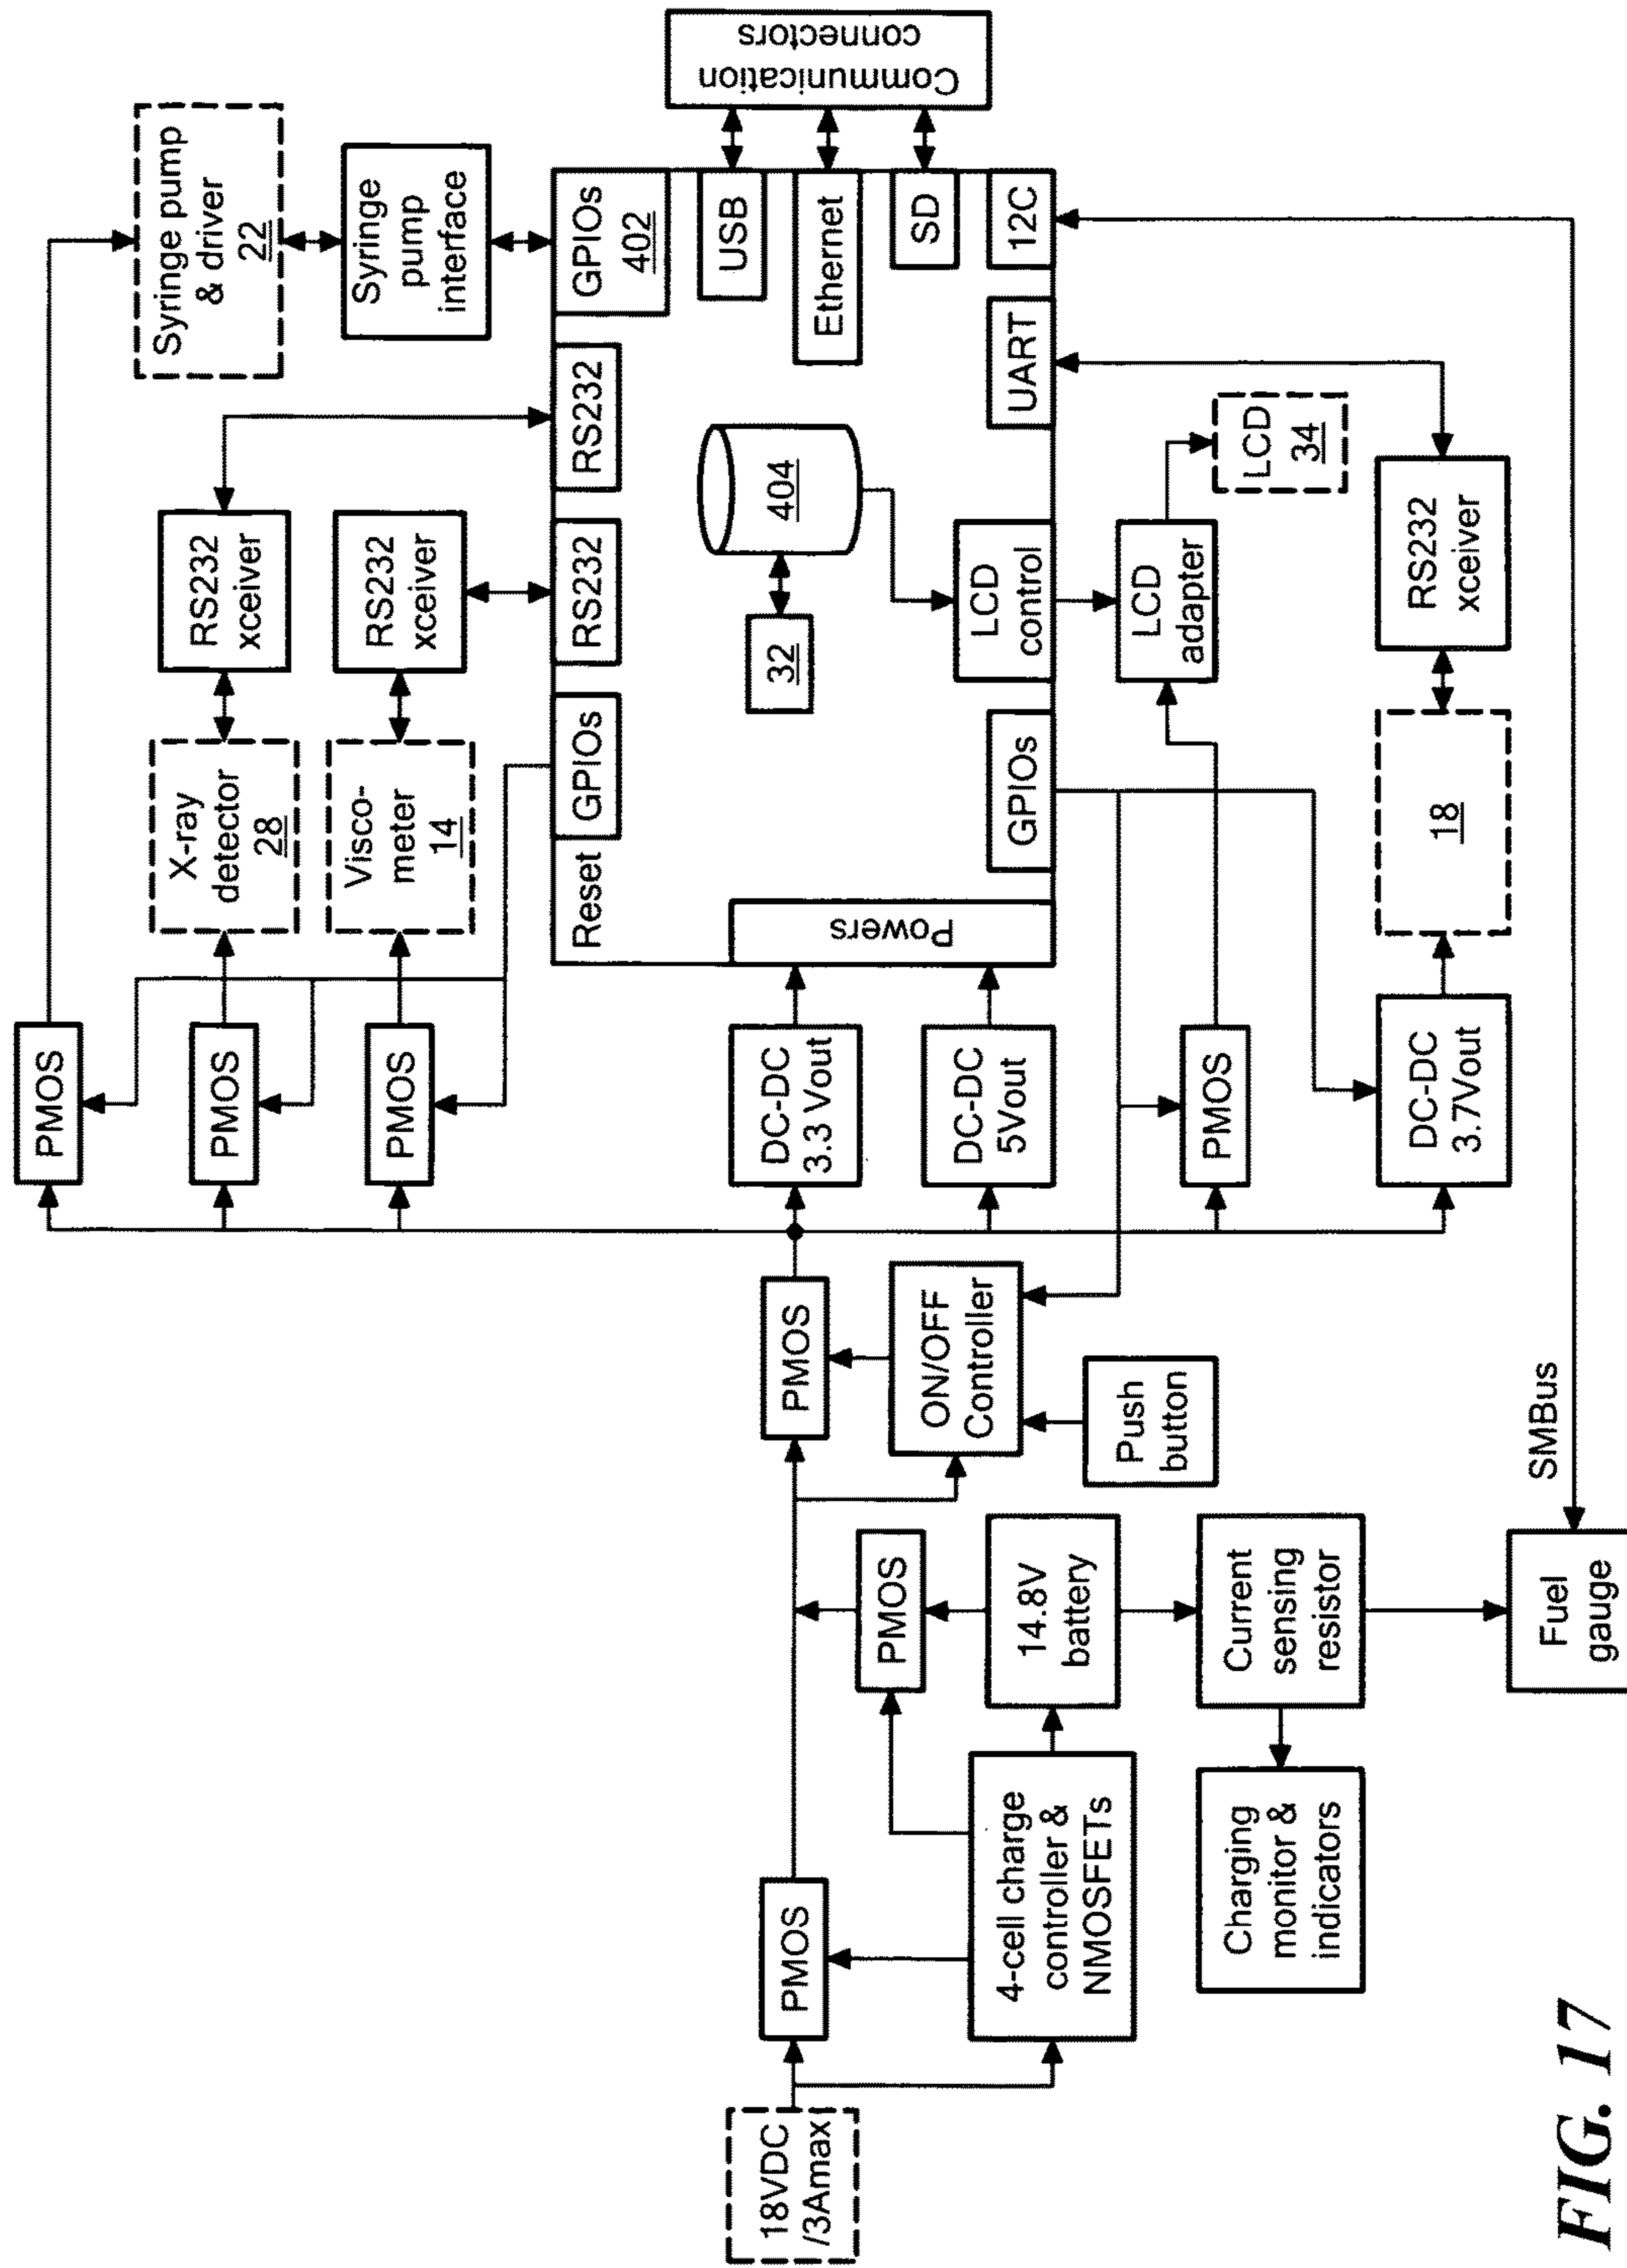 PMOS
Syringe pump
& driver
22
PMOS
X-ray
detector
28
RS232
xceiver
Syringe
pump
interface
PMOS
Visco-
meter
14
RS232
xceiver
Reset
GPIOs
RS232
RS232
GPIOs
402
18VDC
/3Amax
PMOS
PMOS
DC-DC
3.3 Vout
Powers
32
404
USB
Ethernet
SD
Communication
connectors
PMOS
ON/OFF
Controller
DC-DC
5Vout
GPIOs
LCD
control
UART
12C
4-cell charge
controller &
NMOSFETs
14.8V
battery
Push
button
PMOS
LCD
adapter
LCD
34
Charging
monitor &
indicators
Current
sensing
resistor
DC-DC
3.7Vout
18
RS232
xceiver
SMBus
Fuel
gauge
FIG. 17